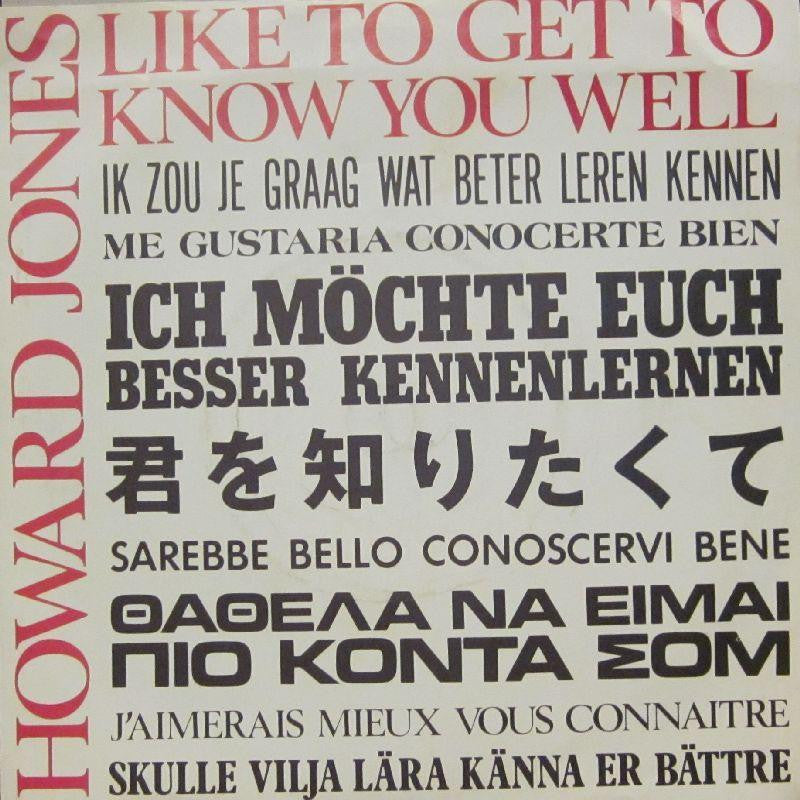 HOWARD JONES
LIKE TO GET TO
KNOW YOU WELL
IK ZOU JE GRAAG WAT BETER LEREN KENNEN
ME GUSTARIA CONOCERTE BIEN
ICH MÖCHTE EUCH
BESSER KENNENLERNEN
君を知りたくて
SAREBBE BELLO CONOSCERVI BENE
ΘΑΘΕΛΑ ΝΑ ΕΙΜΑΙ
ΠΙΟ ΚΟΝΤΑ ΣΟΜ
J'AIMERAIS MIEUX VOUS CONNAITRE
SKULLE VILJA LÄRA KÄNNA ER BÄTTRE